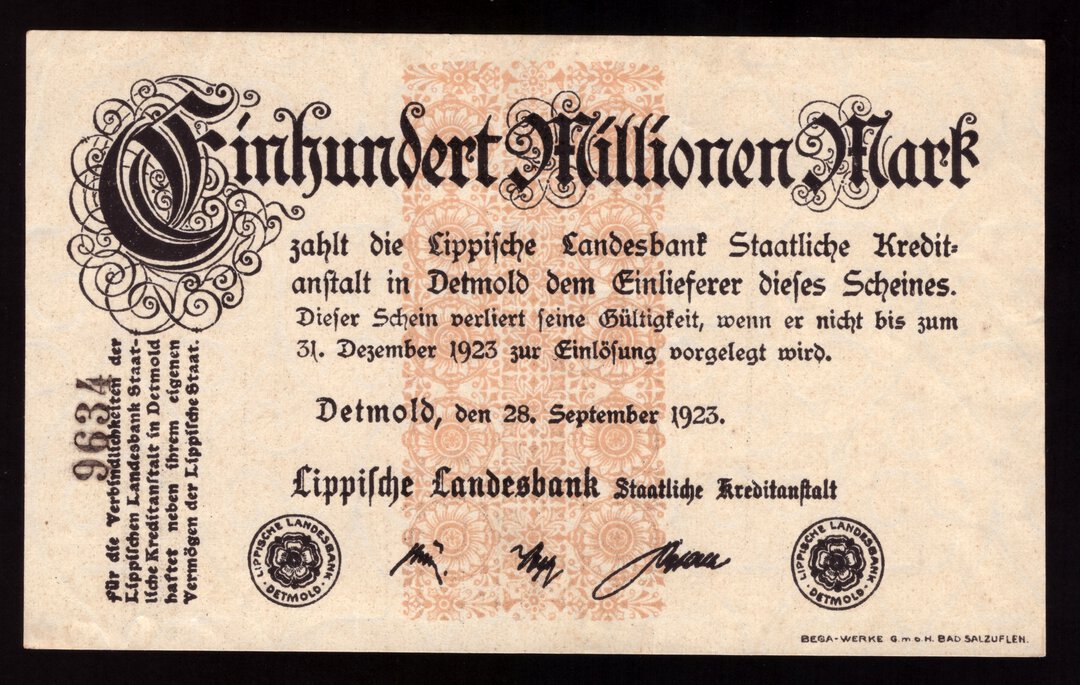 Einhundert Millionen Mark
zahlt die Lippische Landesbank Staatliche Kredit=
anstalt in Detmold dem Einlieferer dieses Scheines.
Dieser Schein verliert seine Gültigkeit, wenn er nicht bis zum
31. Dezember 1923 zur Einlösung vorgelegt wird.
Detmold, den 28. September 1923.
Lippische Landesbank Staatliche Kreditanstalt
LIPPISCHE LANDESBANK · DETMOLD ·
LIPPISCHE LANDESBANK · DETMOLD ·
BEGA-WERKE G.m.b.H. BAD SALZUFLEN.
9634
Für die Verbindlichkeiten der
Lippischen Landesbank Staat-
liche Kreditanstalt in Detmold
haftet neben ihrem eigenen
Vermögen der Lippische Staat.